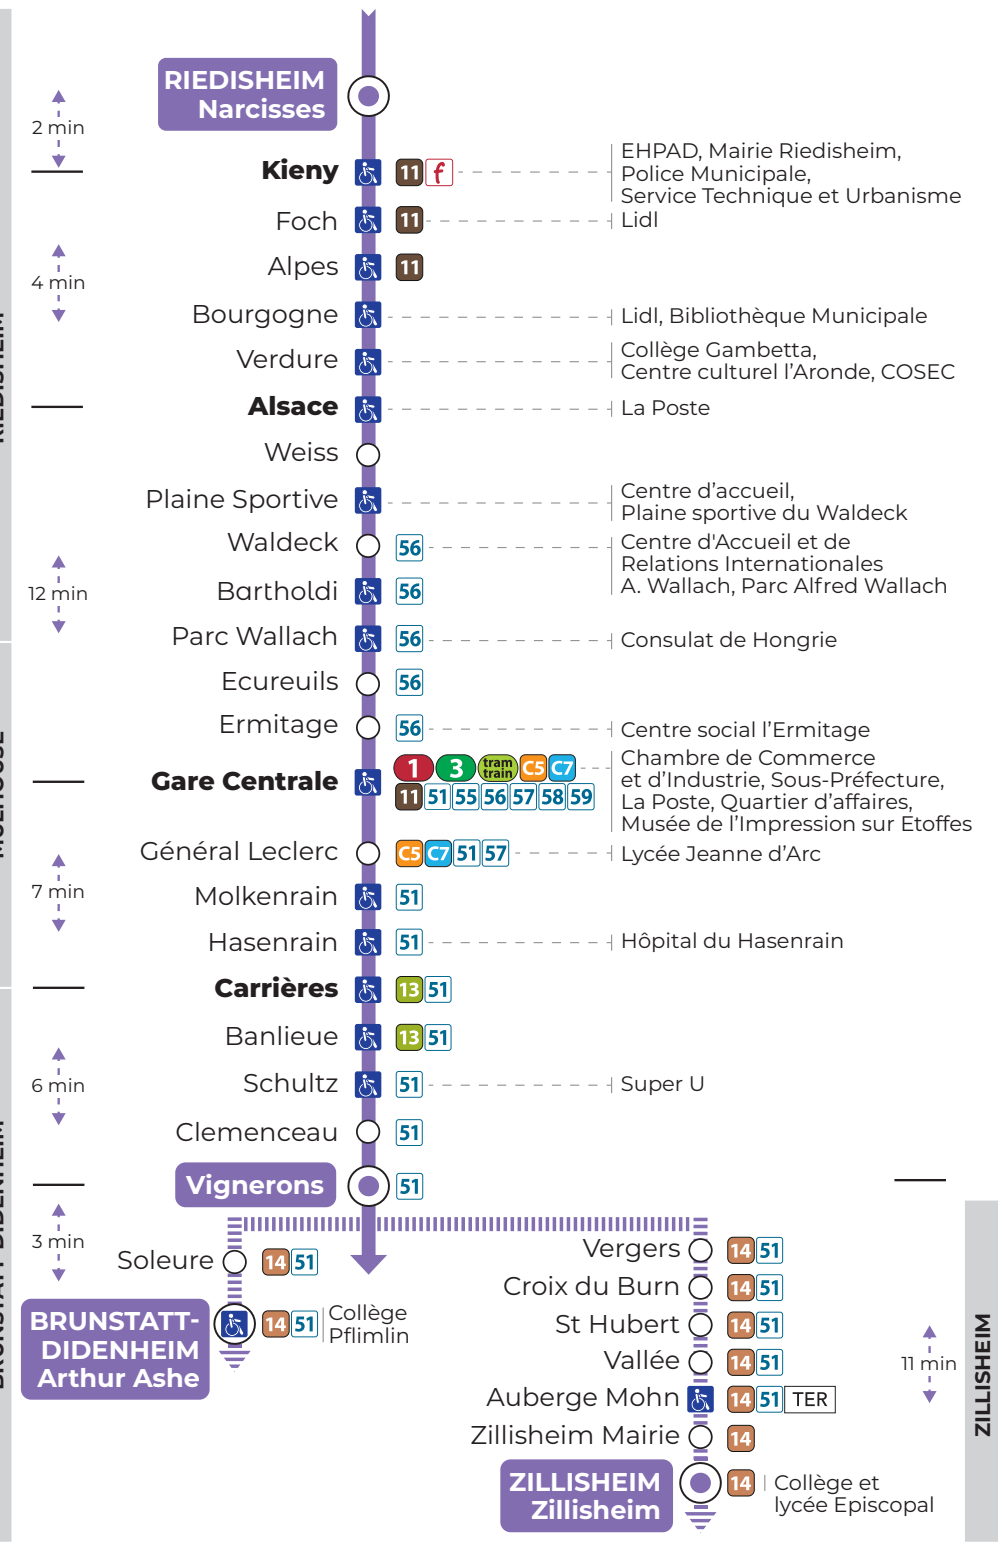 RIEDISHEIM
Narcisses
2 min
Kieny
11 f
EHPAD, Mairie Riedisheim,
Police Municipale,
Service Technique et Urbanisme
Foch
11
Lidl
Alpes
11
4 min
Bourgogne
Lidl, Bibliothèque Municipale
Verdure
Collège Gambetta,
Centre culturel l’Aronde, COSEC
RIEDISHEIM
Alsace
La Poste
Weiss
Plaine Sportive
Centre d’accueil,
Plaine sportive du Waldeck
Waldeck
56
Centre d'Accueil et de
Relations Internationales
A. Wallach, Parc Alfred Wallach
12 min
Bartholdi
56
Parc Wallach
56
Consulat de Hongrie
Ecureuils
56
Ermitage
56
Centre social l’Ermitage
MULHOUSE
Gare Centrale
1 3 tram
train C5 C7
11 51 55 56 57 58 59
Chambre de Commerce
et d’Industrie, Sous-Préfecture,
La Poste, Quartier d’affaires,
Musée de l’Impression sur Etoffes
Général Leclerc
C5 C7 51 57
Lycée Jeanne d’Arc
7 min
Molkenrain
51
Hasenrain
51
Hôpital du Hasenrain
Carrières
13 51
Banlieue
13 51
6 min
Schultz
51
Super U
Clemenceau
51
Vignerons
51
BRUNSTATT-DIDENHEIM
3 min
Soleure
14 51
BRUNSTATT-
DIDENHEIM
Arthur Ashe
14 51
Collège
Pflimlin
Vergers
14 51
Croix du Burn
14 51
St Hubert
14 51
Vallée
14 51
11 min
Auberge Mohn
14 51 TER
Zillisheim Mairie
14
ZILLISHEIM
Zillisheim
14
Collège et
lycée Episcopal
ZILLISHEIM